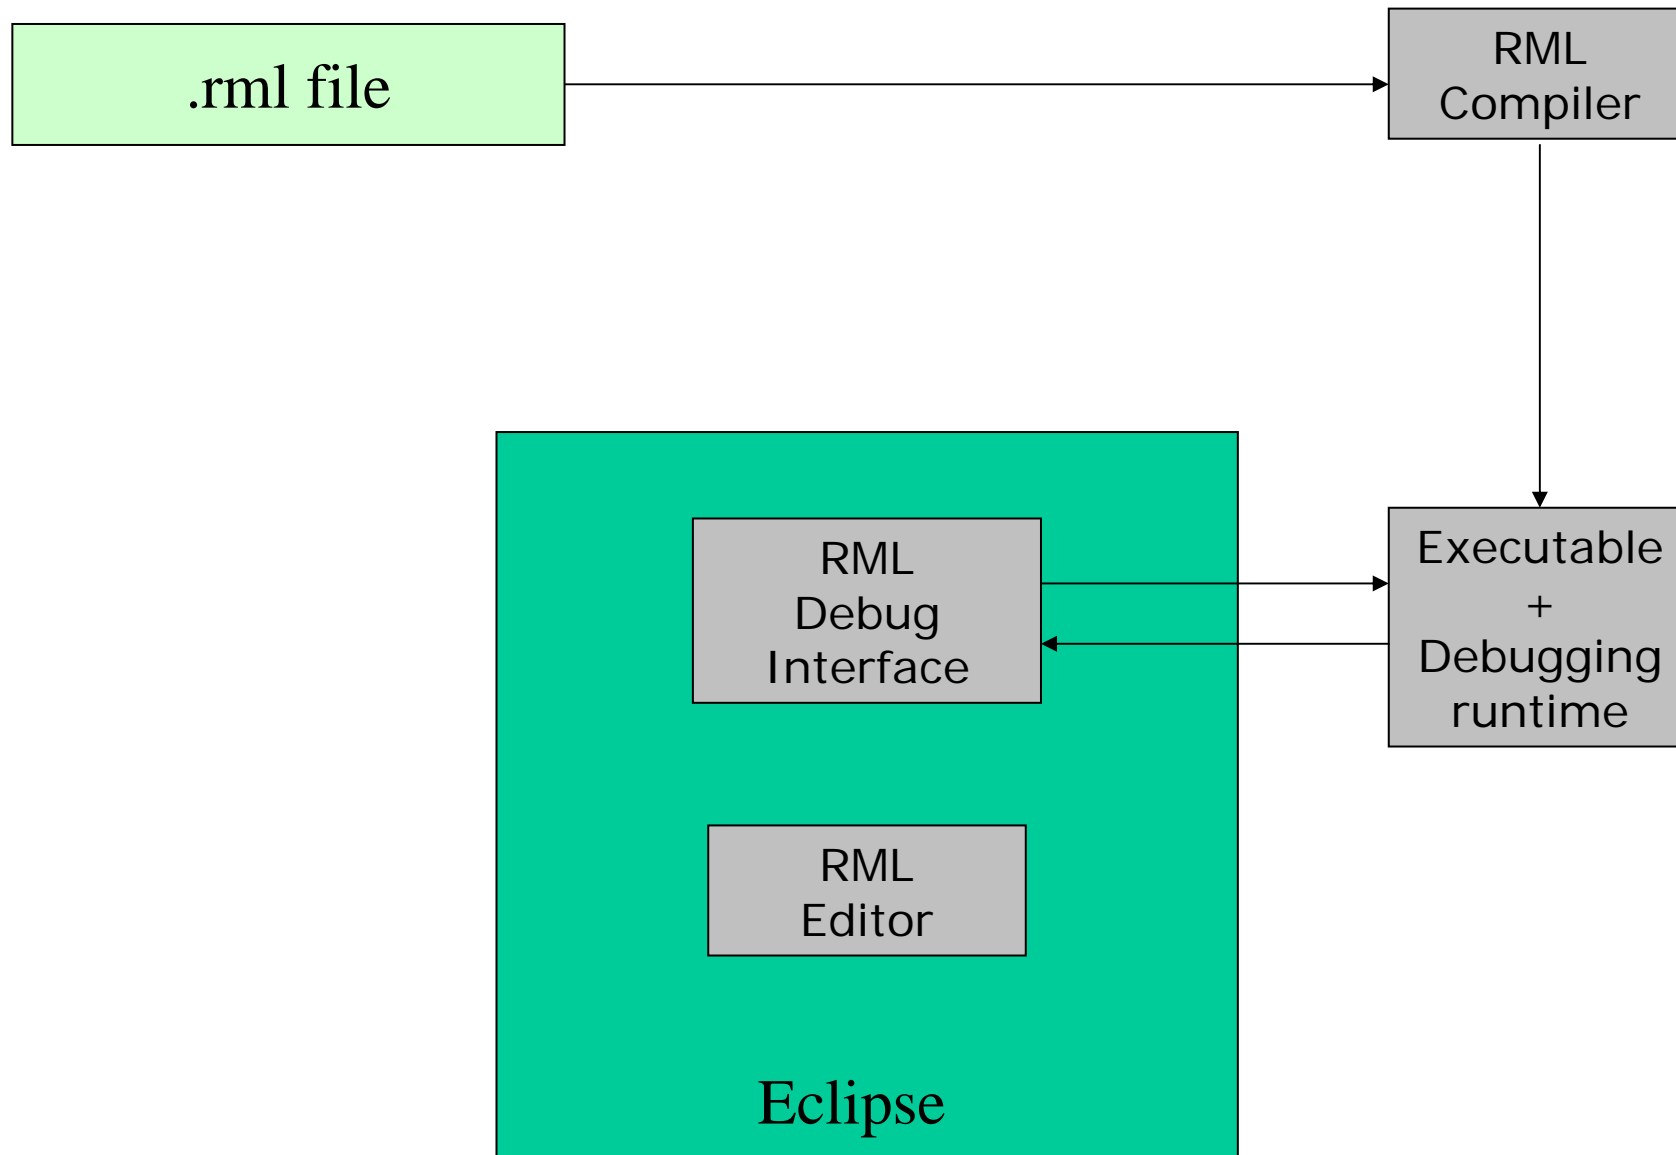 .rml file
RML
Compiler
RML
Debug
Interface
Executable
+
Debugging
runtime
RML
Editor
Eclipse